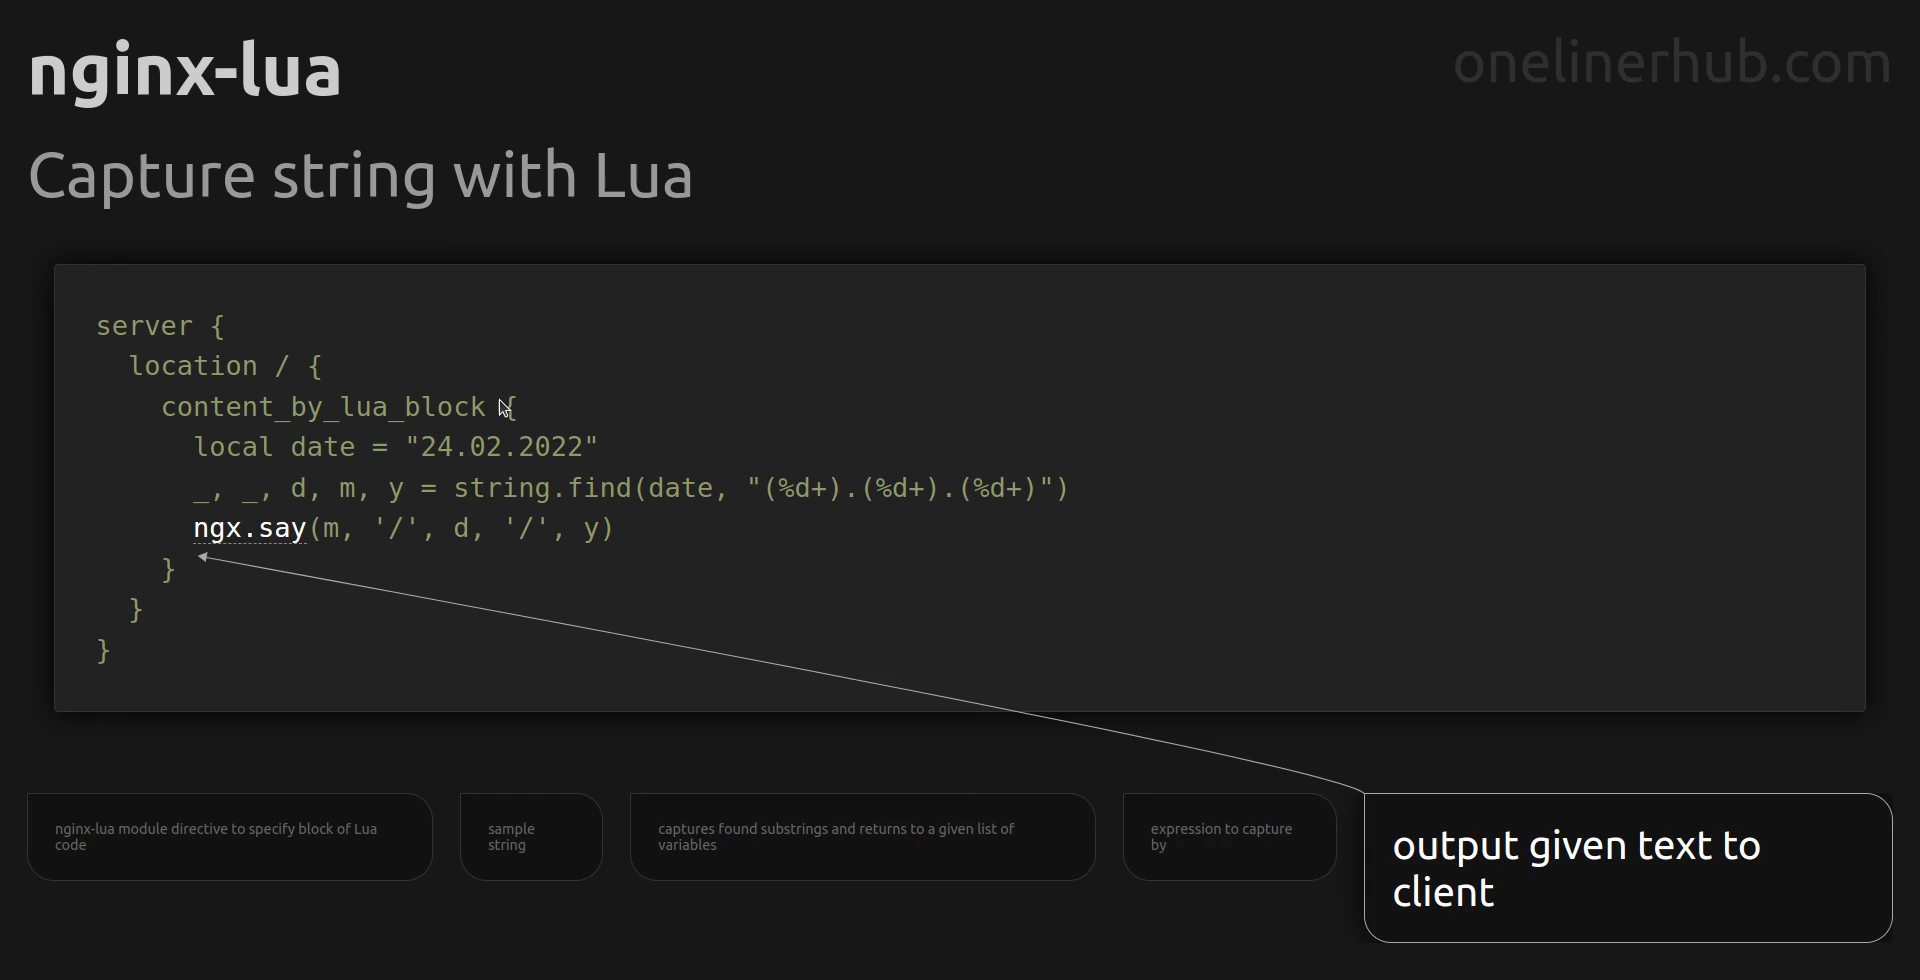 nginx-lua
onelinerhub.com
Capture string with Lua
server {
  location / {
    content_by_lua_block {
      local date = "24.02.2022"
      _, _, d, m, y = string.find(date, "(%d+).(%d+).(%d+)")
      ngx.say(m, '/', d, '/', y)
    }
  }
}
nginx-lua module directive to specify block of Lua
code
sample
string
captures found substrings and returns to a given list of
variables
expression to capture
by
output given text to
client